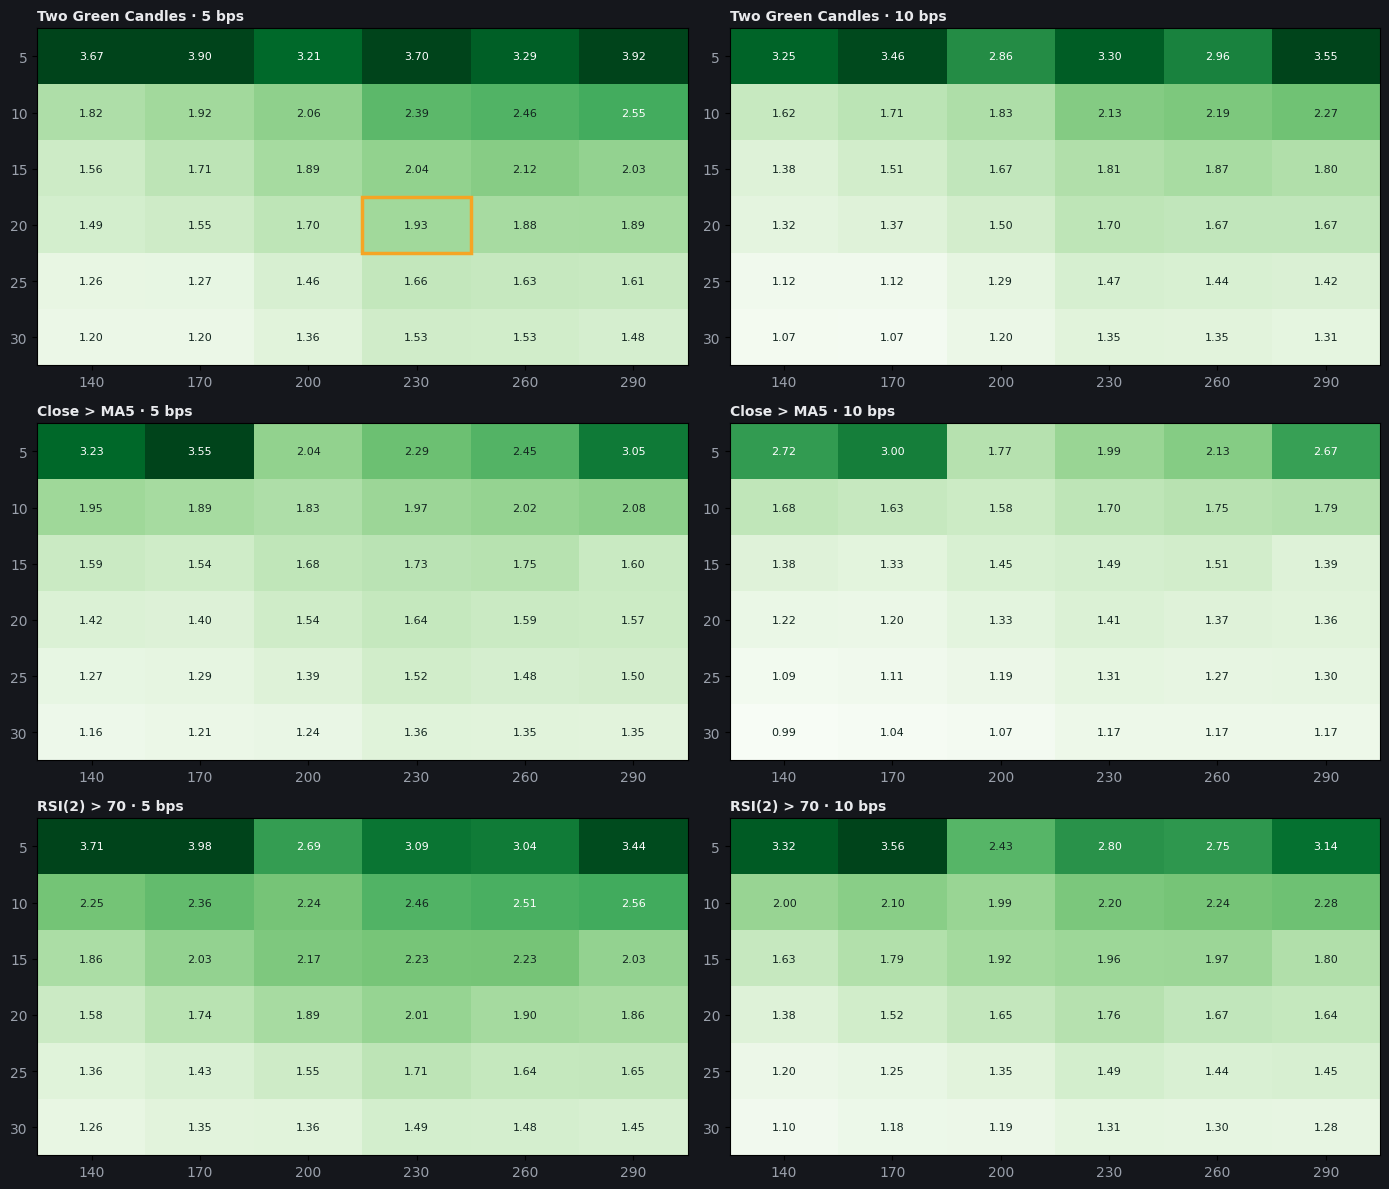 Two Green Candles · 5 bps
5 3.67 3.90 3.21 3.70 3.29 3.92
10 1.82 1.92 2.06 2.39 2.46 2.55
15 1.56 1.71 1.89 2.04 2.12 2.03
20 1.49 1.55 1.70 1.93 1.88 1.89
25 1.26 1.27 1.46 1.66 1.63 1.61
30 1.20 1.20 1.36 1.53 1.53 1.48
140 170 200 230 260 290
Two Green Candles · 10 bps
5 3.25 3.46 2.86 3.30 2.96 3.55
10 1.62 1.71 1.83 2.13 2.19 2.27
15 1.38 1.51 1.67 1.81 1.87 1.80
20 1.32 1.37 1.50 1.70 1.67 1.67
25 1.12 1.12 1.29 1.47 1.44 1.42
30 1.07 1.07 1.20 1.35 1.35 1.31
140 170 200 230 260 290
Close > MA5 · 5 bps
5 3.23 3.55 2.04 2.29 2.45 3.05
10 1.95 1.89 1.83 1.97 2.02 2.08
15 1.59 1.54 1.68 1.73 1.75 1.60
20 1.42 1.40 1.54 1.64 1.59 1.57
25 1.27 1.29 1.39 1.52 1.48 1.50
30 1.16 1.21 1.24 1.36 1.35 1.35
140 170 200 230 260 290
Close > MA5 · 10 bps
5 2.72 3.00 1.77 1.99 2.13 2.67
10 1.68 1.63 1.58 1.70 1.75 1.79
15 1.38 1.33 1.45 1.49 1.51 1.39
20 1.22 1.20 1.33 1.41 1.37 1.36
25 1.09 1.11 1.19 1.31 1.27 1.30
30 0.99 1.04 1.07 1.17 1.17 1.17
140 170 200 230 260 290
RSI(2) > 70 · 5 bps
5 3.71 3.98 2.69 3.09 3.04 3.44
10 2.25 2.36 2.24 2.46 2.51 2.56
15 1.86 2.03 2.17 2.23 2.23 2.03
20 1.58 1.74 1.89 2.01 1.90 1.86
25 1.36 1.43 1.55 1.71 1.64 1.65
30 1.26 1.35 1.36 1.49 1.48 1.45
140 170 200 230 260 290
RSI(2) > 70 · 10 bps
5 3.32 3.56 2.43 2.80 2.75 3.14
10 2.00 2.10 1.99 2.20 2.24 2.28
15 1.63 1.79 1.92 1.96 1.97 1.80
20 1.38 1.52 1.65 1.76 1.67 1.64
25 1.20 1.25 1.35 1.49 1.44 1.45
30 1.10 1.18 1.19 1.31 1.30 1.28
140 170 200 230 260 290